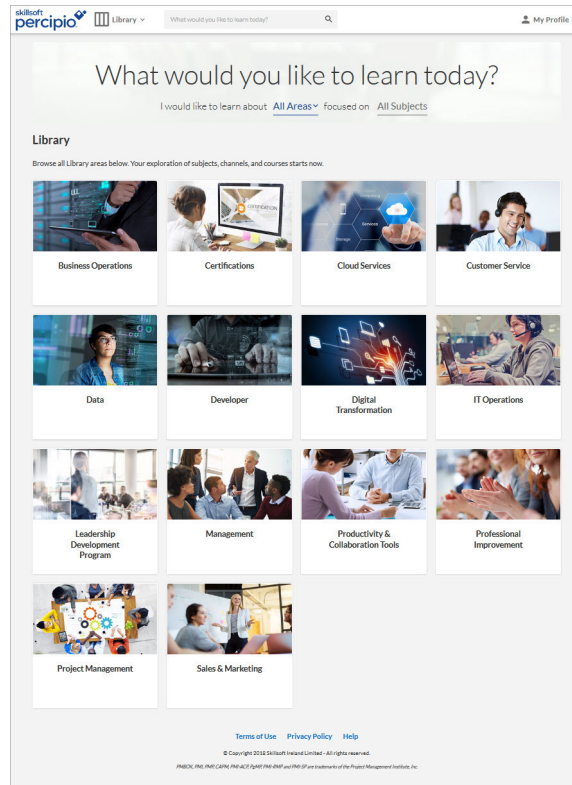 skillsoft
percipio
Library
What would you like to learn today?
My Profile
What would you like to learn today?
I would like to learn about All Areas focused on All Subjects
Library
Browse all Library areas below. Your exploration of subjects, channels, and courses starts now.
CERTIFICATION
Services
Storage
Business Operations
Certifications
Cloud Services
Customer Service
Data
Developer
Digital
Transformation
IT Operations
Leadership
Development
Program
Management
Productivity &
Collaboration Tools
Professional
Improvement
Project Management
Sales & Marketing
Terms of Use Privacy Policy Help
© Copyright 2018 Skillsoft Ireland Limited - All rights reserved.
PMBOK, PMI, PMP, CAPM, PMI-ACP, PgMP, PMI-RMP and PMI-SP are trademarks of the Project Management Institute, Inc.